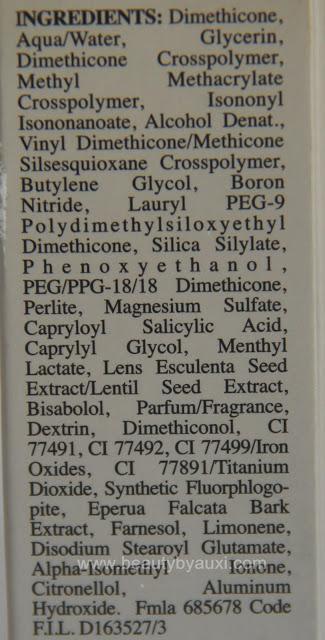 INGREDIENTS: Dimethicone,
Aqua/Water, Glycerin,
Dimethicone Crosspolymer,
Methyl Methacrylate
Crosspolymer, Isononyl
Isononanoate, Alcohol Denat.,
Vinyl Dimethicone/Methicone
Silsesquioxane Crosspolymer,
Butylene Glycol, Boron
Nitride, Lauryl PEG-9
Polydimethylsiloxyethyl
Dimethicone, Silica Silylate,
Phenoxyethanol,
PEG/PPG-18/18 Dimethicone,
Perlite, Magnesium Sulfate,
Capryloyl Salicylic Acid,
Caprylyl Glycol, Menthyl
Lactate, Lens Esculenta Seed
Extract/Lentil Seed Extract,
Bisabolol, Parfum/Fragrance,
Dextrin, Dimethiconol, CI
77491, CI 77492, CI 77499/Iron
Oxides, CI 77891/Titanium
Dioxide, Synthetic Fluorphlogo-
pite, Eperua Falcata Bark
Extract, Farnesol, Limonene,
Disodium Stearoyl Glutamate,
www.beautybyauxi.com
Alpha-Isomethyl Ionone,
Citronellol, Aluminum
Hydroxide. Fmla 685678 Code
F.I.L. D163527/3